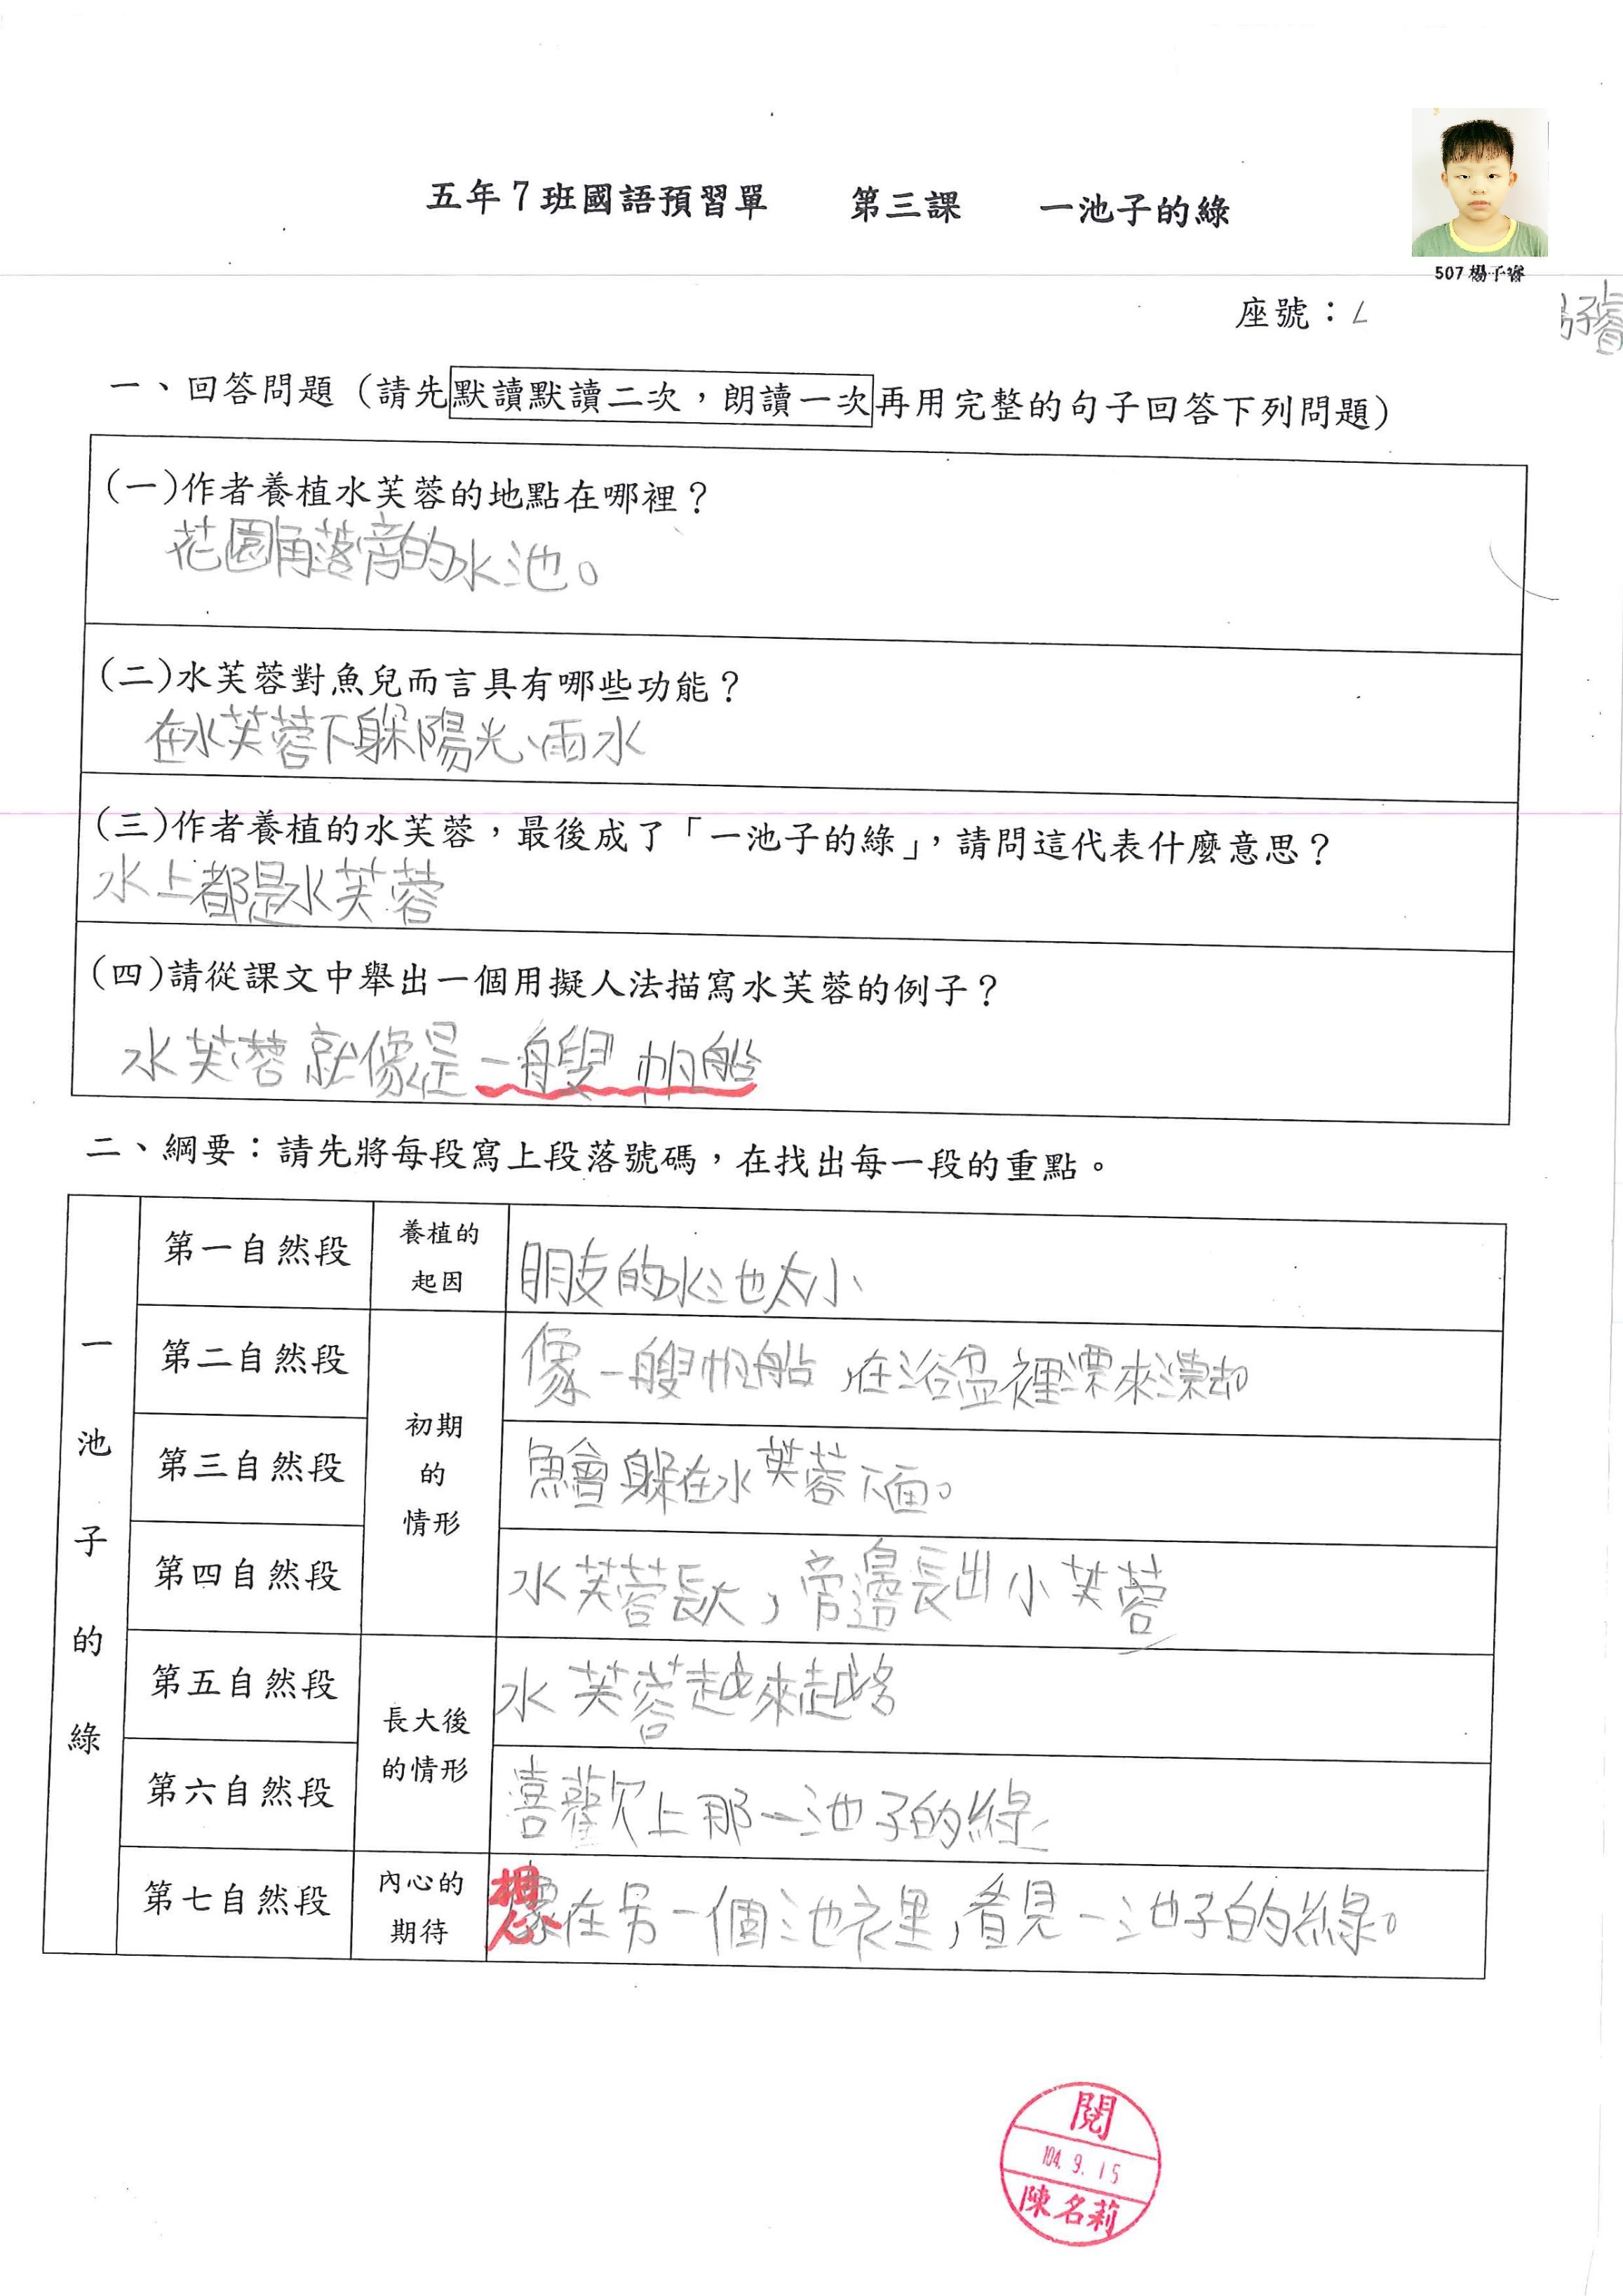 五年7班國語預習單 第三課 一池子的綠
507 楊子睿
座號：
子睿
一、回答問題（請先默讀默讀二次，朗讀一次再用完整的句子回答下列問題）
(一)作者養植水芙蓉的地點在哪裡？
花園角落旁的水池。
(二)水芙蓉對魚兒而言具有哪些功能？
在水芙蓉下躲陽光、雨水
(三)作者養植的水芙蓉，最後成了「一池子的綠」，請問這代表什麼意思？
水上都是水芙蓉
(四)請從課文中舉出一個用擬人法描寫水芙蓉的例子？
水芙蓉就像是一艘帆船
二、綱要：請先將每段寫上段落號碼，在找出每一段的重點。
一池子的綠
第一自然段 養植的起因 朋友的水池太小
第二自然段 初期的情形 像一艘帆船，在浴盆裡漂來漂去
第三自然段 魚會躲在水芙蓉下面。
第四自然段 水芙蓉長大，旁邊長出小芙蓉
第五自然段 長大後的情形 水芙蓉越來越多
第六自然段 喜歡上那一池子的綠
第七自然段 內心的期待 想在另一個池裡，看見一池子的綠。
閱
104.9.15
陳名莉